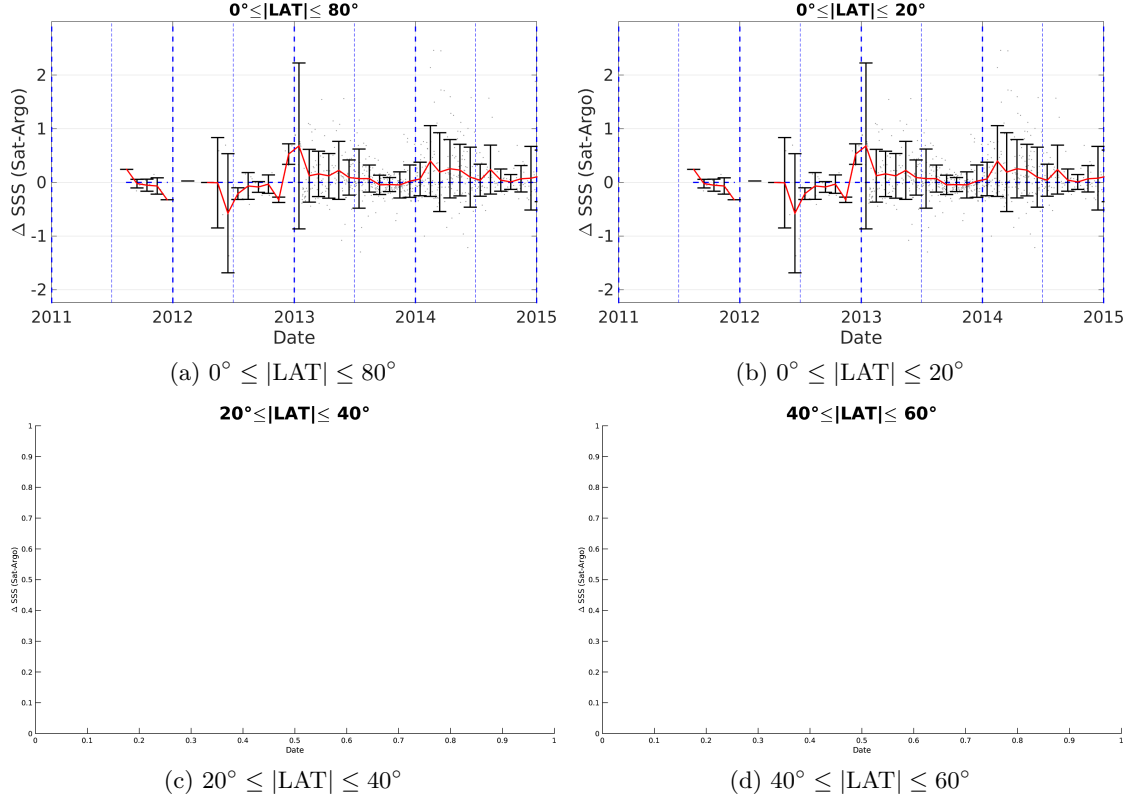 0°≤|LAT|≤ 80°
Δ SSS (Sat-Argo)
2
1
0
-1
-2
2011 2012 2013 2014 2015
Date
(a) 0° ≤ |LAT| ≤ 80°
0°≤|LAT|≤ 20°
Δ SSS (Sat-Argo)
2
1
0
-1
-2
2011 2012 2013 2014 2015
Date
(b) 0° ≤ |LAT| ≤ 20°
20°≤|LAT|≤ 40°
Δ SSS (Sat-Argo)
1
0.9
0.8
0.7
0.6
0.5
0.4
0.3
0.2
0.1
0
0 0.1 0.2 0.3 0.4 0.5 0.6 0.7 0.8 0.9 1
Date
(c) 20° ≤ |LAT| ≤ 40°
40°≤|LAT|≤ 60°
Δ SSS (Sat-Argo)
1
0.9
0.8
0.7
0.6
0.5
0.4
0.3
0.2
0.1
0
0 0.1 0.2 0.3 0.4 0.5 0.6 0.7 0.8 0.9 1
Date
(d) 40° ≤ |LAT| ≤ 60°